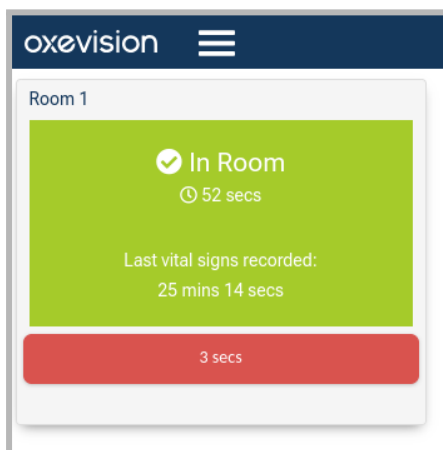 oxevision
Room 1
In Room
52 secs
Last vital signs recorded:
25 mins 14 secs
3 secs